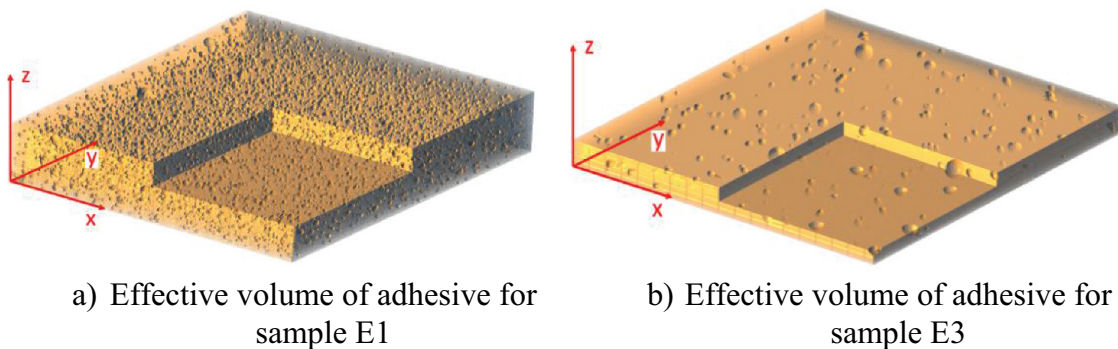 z
y
x
z
y
x
a) Effective volume of adhesive for
sample E1
b) Effective volume of adhesive for
sample E3